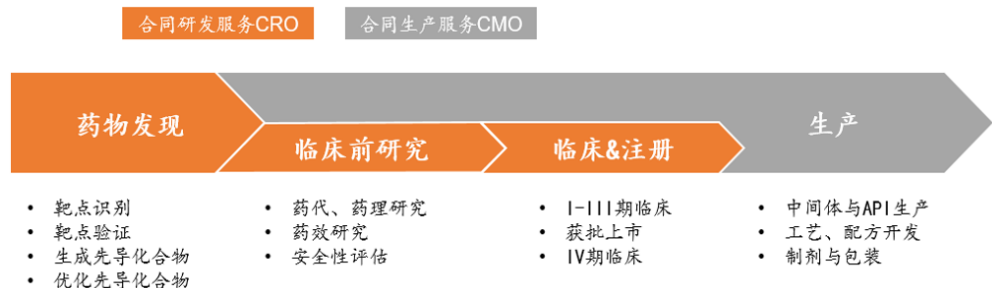 合同研发服务CRO
合同生产服务CMO
药物发现
临床前研究
临床&注册
生产
• 靶点识别
• 靶点验证
• 生成先导化合物
• 优化先导化合物
• 药代、药理研究
• 药效研究
• 安全性评估
• I-III期临床
• 获批上市
• IV期临床
• 中间体与API生产
• 工艺、配方开发
• 制剂与包装